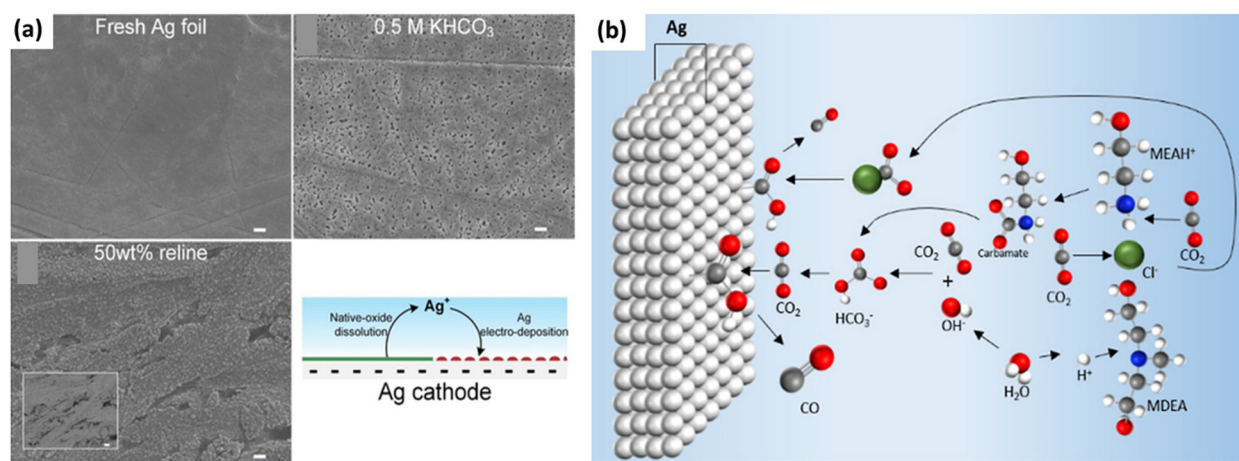 (a)
Fresh Ag foil
0.5 M KHCO₃
50wt% reline
Native-oxide
dissolution
Ag⁺
Ag
electro-deposition
Ag cathode
(b)
Ag
MEAH⁺
CO₂
Carbamate
CO₂
CO₂
Cl⁻
CO₂
HCO₃⁻
+
OH⁻
CO
H₂O
H⁺
MDEA